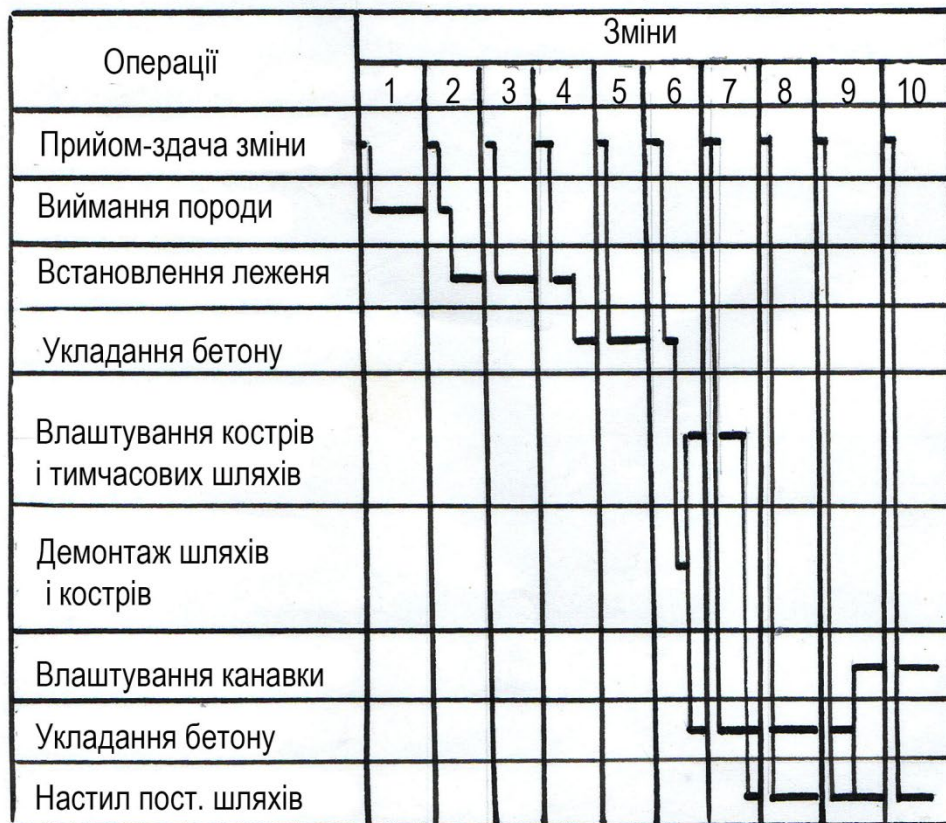 Операції
Зміни
1 2 3 4 5 6 7 8 9 10
Прийом-здача зміни
Виймання породи
Встановлення леженя
Укладання бетону
Влаштування кострів
і тимчасових шляхів
Демонтаж шляхів
і кострів
Влаштування канавки
Укладання бетону
Настил пост. шляхів